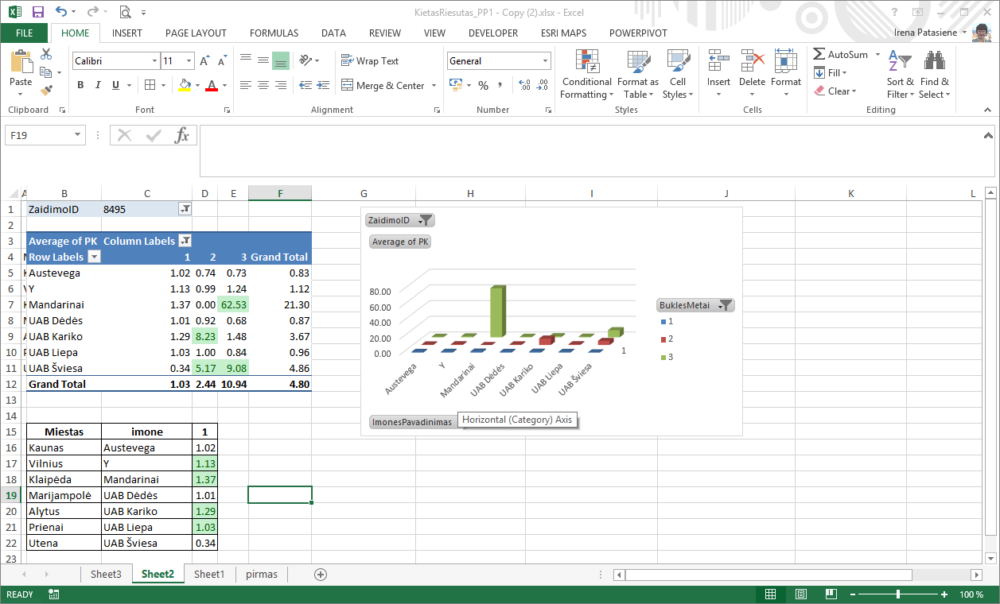 KietasRiesutas_PP1 - Copy (2).xlsx - Excel
FILE HOME INSERT PAGE LAYOUT FORMULAS DATA REVIEW VIEW DEVELOPER ESRI MAPS POWERPIVOT Irena Patasiene
Calibri 11 Wrap Text General AutoSum
Paste Conditional Formatting Format as Table Cell Styles Insert Delete Format Fill Sort & Filter Find & Select
B I U Merge & Center % Clear
Clipboard Font Alignment Number Styles Cells Editing
F19 fx
A B C D E F G H I J K L
1 ZaidimoID 8495
2
3 Average of PK Column Labels
4 Row Labels 1 2 3 Grand Total
5 Austevega 1.02 0.74 0.73 0.83
6 Y 1.13 0.99 1.24 1.12
7 Mandarinai 1.37 0.00 62.53 21.30
8 UAB Dėdės 1.01 0.92 0.68 0.87
9 UAB Kariko 1.29 8.23 1.48 3.67
10 UAB Liepa 1.03 1.00 0.84 0.96
11 UAB Šviesa 0.34 5.17 9.08 4.86
12 Grand Total 1.03 2.44 10.94 4.80
13
14
15 Miestas imone 1
16 Kaunas Austevega 1.02
17 Vilnius Y 1.13
18 Klaipėda Mandarinai 1.37
19 Marijampolė UAB Dėdės 1.01
20 Alytus UAB Kariko 1.29
21 Prienai UAB Liepa 1.03
22 Utena UAB Šviesa 0.34
23
ZaidimoID
Average of PK
80.00
60.00
40.00
20.00
0.00
1
Austevega Y Mandarinai UAB Dėdės UAB Kariko UAB Liepa UAB Šviesa
BuklesMetai
1
2
3
ImonesPavadinimas
Horizontal (Category) Axis
Sheet3 Sheet2 Sheet1 pirmas
READY 100 %